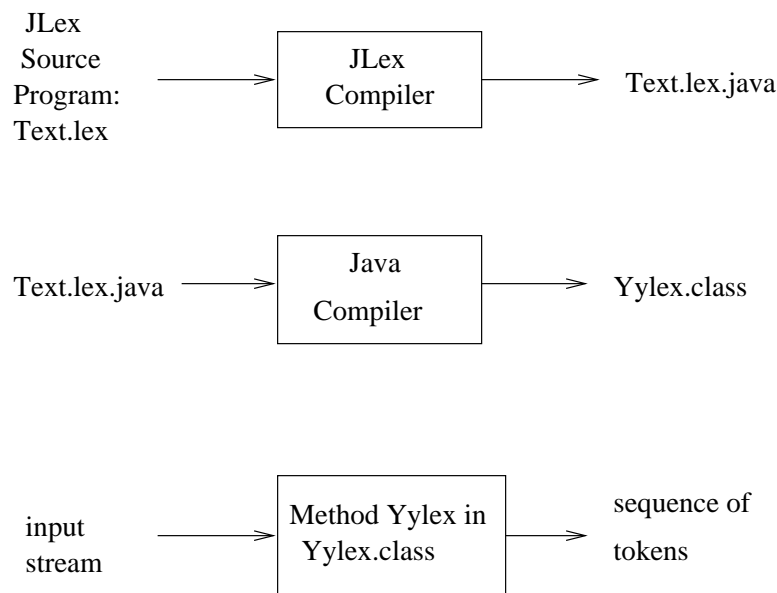 JLex
Source
Program:
Text.lex
JLex
Compiler
Text.lex.java
Text.lex.java
Java
Compiler
Yylex.class
input
stream
Method Yylex in
Yylex.class
sequence of
tokens